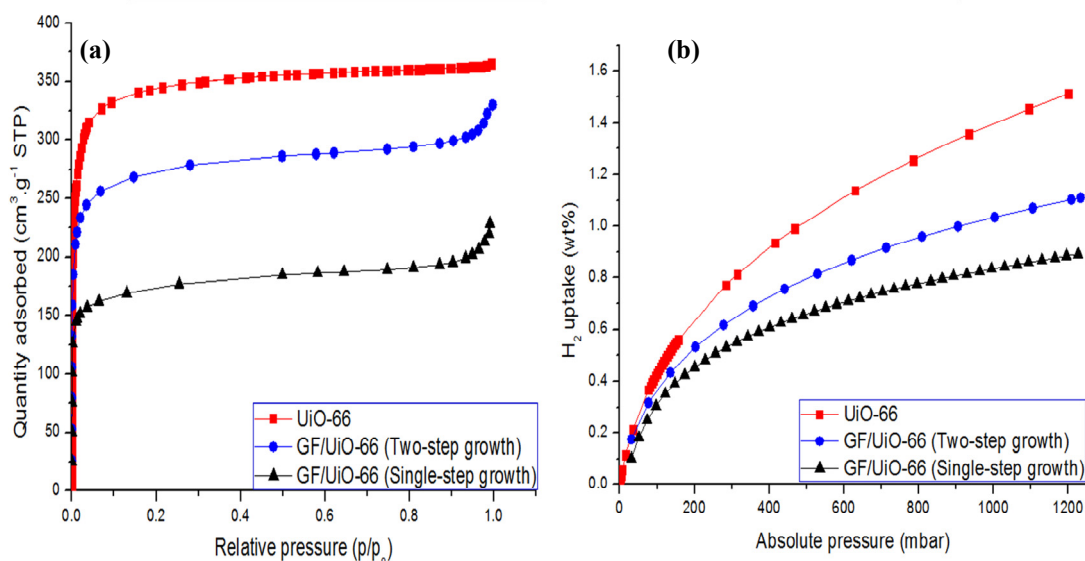 (a)
400
350
300
250
200
150
100
50
0
Quantity adsorbed (cm³.g⁻¹ STP)
UiO-66
GF/UiO-66 (Two-step growth)
GF/UiO-66 (Single-step growth)
0.0 0.2 0.4 0.6 0.8 1.0
Relative pressure (p/p₀)
(b)
1.6
1.4
1.2
1.0
0.8
0.6
0.4
0.2
0.0
H₂ uptake (wt%)
UiO-66
GF/UiO-66 (Two-step growth)
GF/UiO-66 (Single-step growth)
0 200 400 600 800 1000 1200
Absolute pressure (mbar)